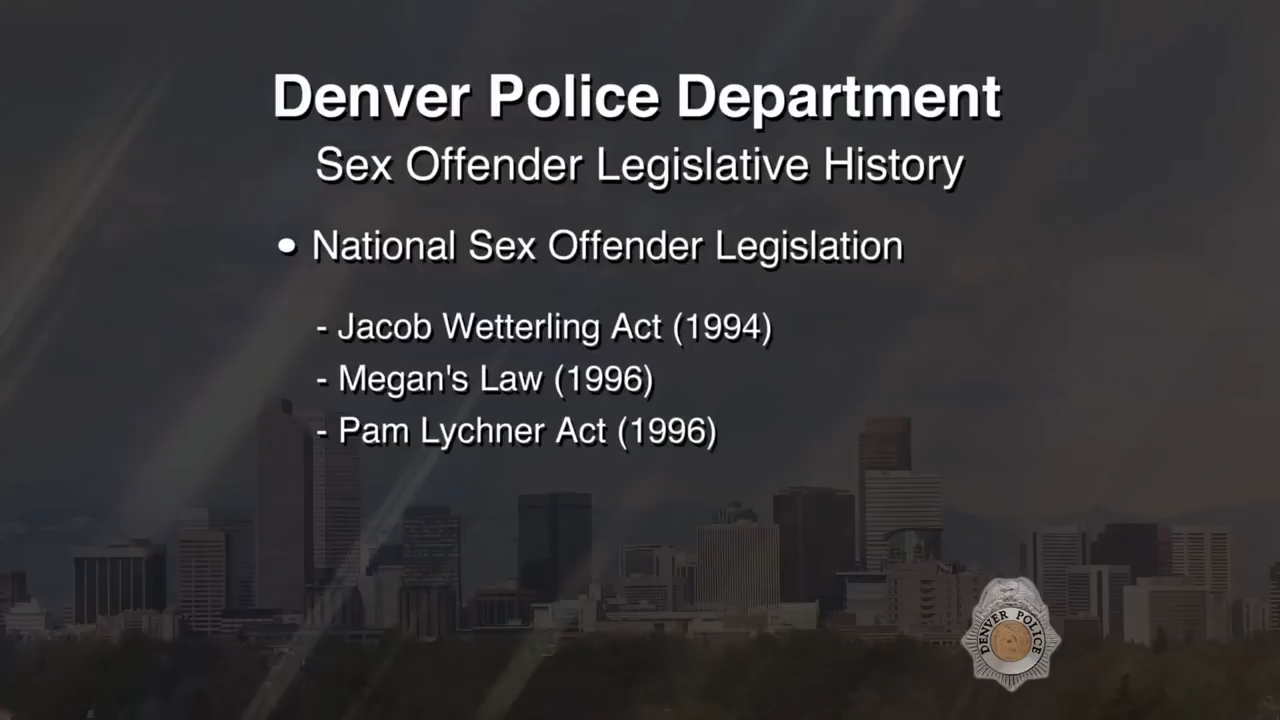 Denver Police Department
Sex Offender Legislative History
• National Sex Offender Legislation
- Jacob Wetterling Act (1994)
- Megan's Law (1996)
- Pam Lychner Act (1996)
DENVER POLICE